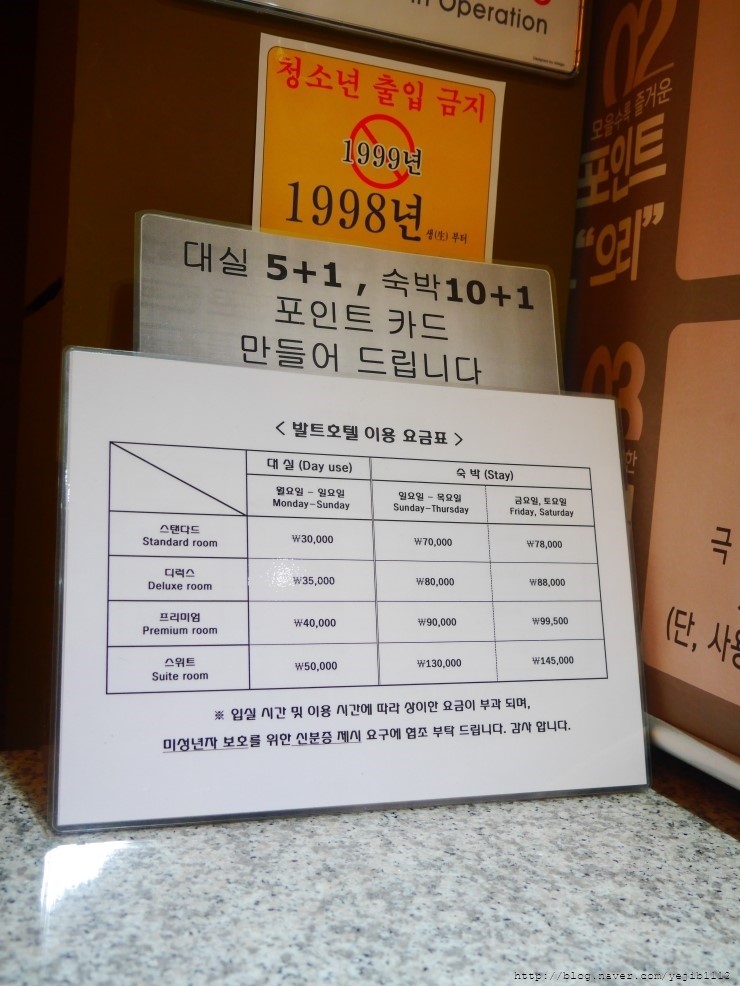 in Operation
청소년 출입 금지
1999년
1998년
생(生) 부터
대실 5+1 , 숙박10+1
포인트 카드
만들어 드립니다
< 발트호텔 이용 요금표 >
대 실 (Day use) 숙 박 (Stay)
월요일 - 일요일 일요일 - 목요일 금요일, 토요일
Monday-Sunday Sunday-Thursday Friday, Saturday
스탠다드
Standard room ₩30,000 ₩70,000 ₩78,000
디럭스
Deluxe room ₩35,000 ₩80,000 ₩88,000
프리미엄
Premium room ₩40,000 ₩90,000 ₩99,500
스위트
Suite room ₩50,000 ₩130,000 ₩145,000
※ 입실 시간 및 이용 시간에 따라 상이한 요금이 부과 되며,
미성년자 보호를 위한 신분증 제시 요구에 협조 부탁 드립니다. 감사 합니다.
02
모을수록 즐거운
포인트
“으리”
03
한
극
(단, 사용
http://blog.naver.com/yejibl112